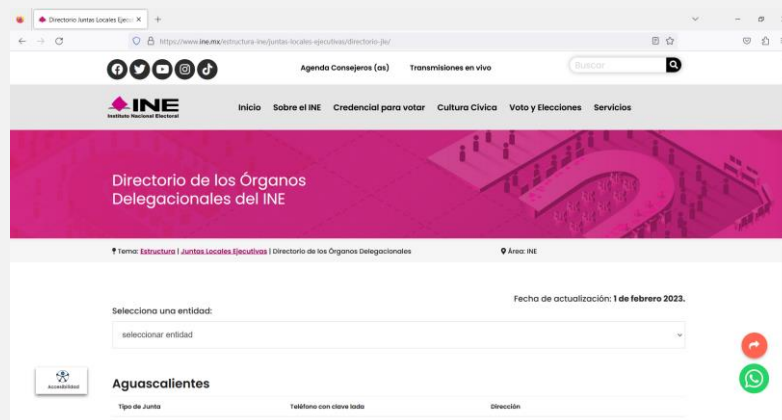 Directorio Juntas Locales Ejecu
https://www.ine.mx/estructura-ine/juntas-locales-ejecutivas/directorio-jle/
Agenda Consejeros (as) Transmisiones en vivo Buscar
INE
Instituto Nacional Electoral
Inicio Sobre el INE Credencial para votar Cultura Cívica Voto y Elecciones Servicios
Directorio de los Órganos
Delegacionales del INE
Tema: Estructura | Juntas Locales Ejecutivas | Directorio de los Órganos Delegacionales Área: INE
Fecha de actualización: 1 de febrero 2023.
Selecciona una entidad:
seleccionar entidad
Accesibilidad
Aguascalientes
Tipo de Junta Teléfono con clave lada Dirección